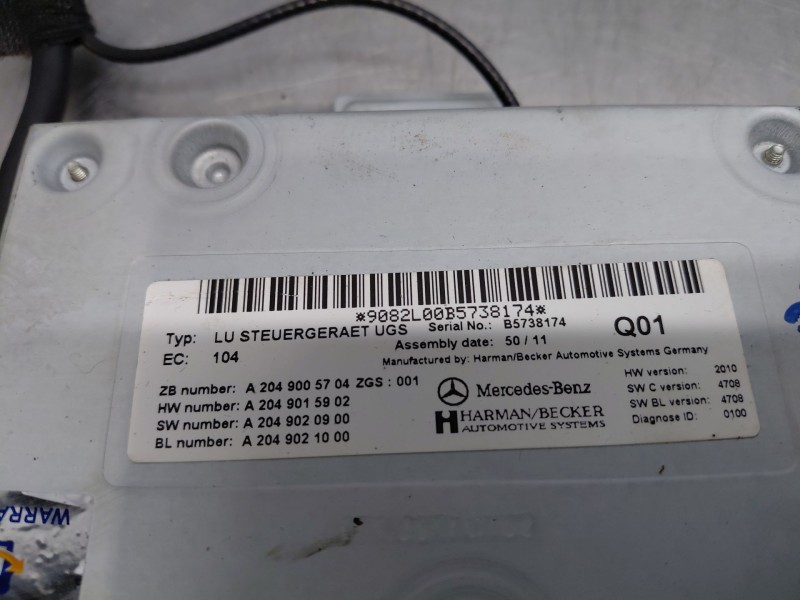 *9082L00B5738174*
Typ: LU STEUERGERAET UGS Serial No.: B5738174 Q01
EC: 104 Assembly date: 50 / 11
Manufactured by: Harman/Becker Automotive Systems Germany
ZB number: A 204 900 57 04 ZGS : 001
HW number: A 204 901 59 02
SW number: A 204 902 09 00
BL number: A 204 902 10 00
Mercedes-Benz
HARMAN/BECKER
AUTOMOTIVE SYSTEMS
HW version: 2010
SW C version: 4708
SW BL version: 4708
Diagnose ID: 0100